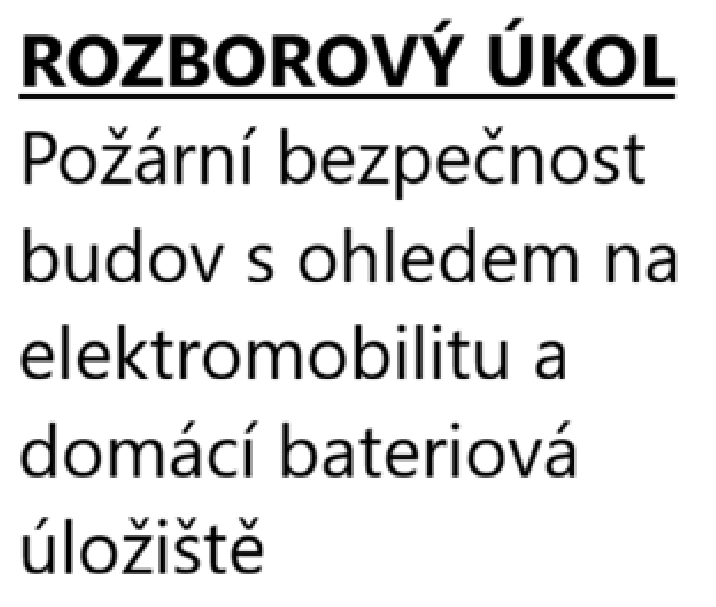 ROZBOROVÝ ÚKOL
Požární bezpečnost
budov s ohledem na
elektromobilitu a
domácí bateriová
úložiště